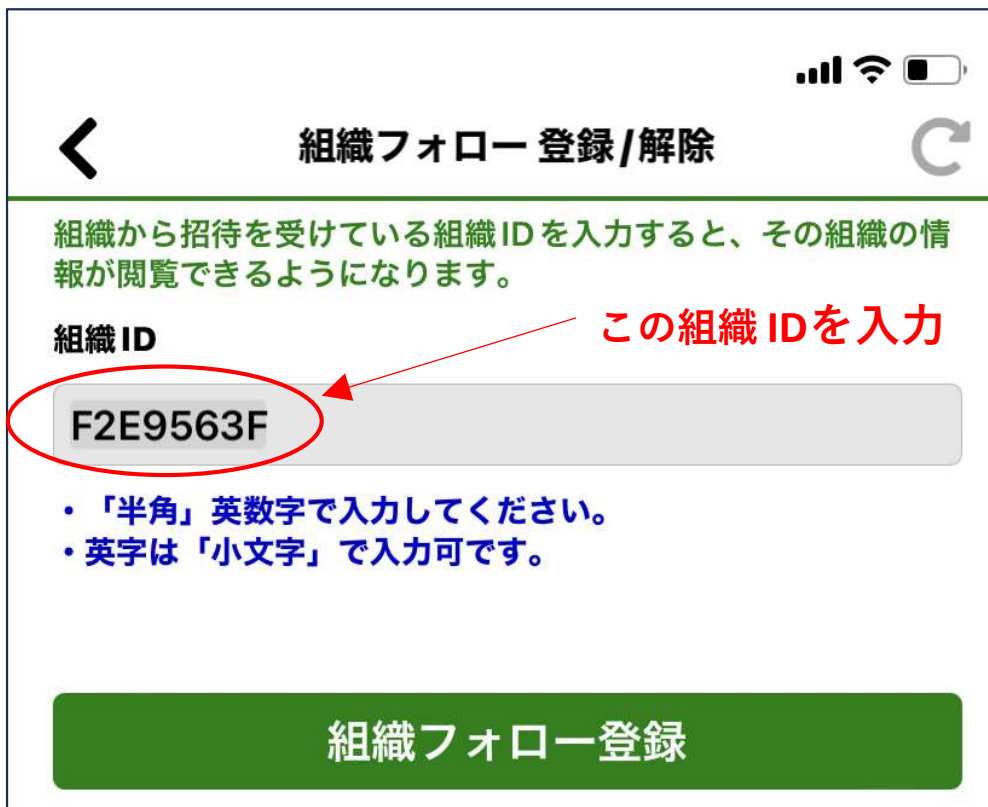 組織フォロー 登録/解除
組織から招待を受けている組織IDを入力すると、その組織の情
報が閲覧できるようになります。
この組織 IDを入力
組織ID
F2E9563F
・「半角」英数字で入力してください。
・英字は「小文字」で入力可です。
組織フォロー登録